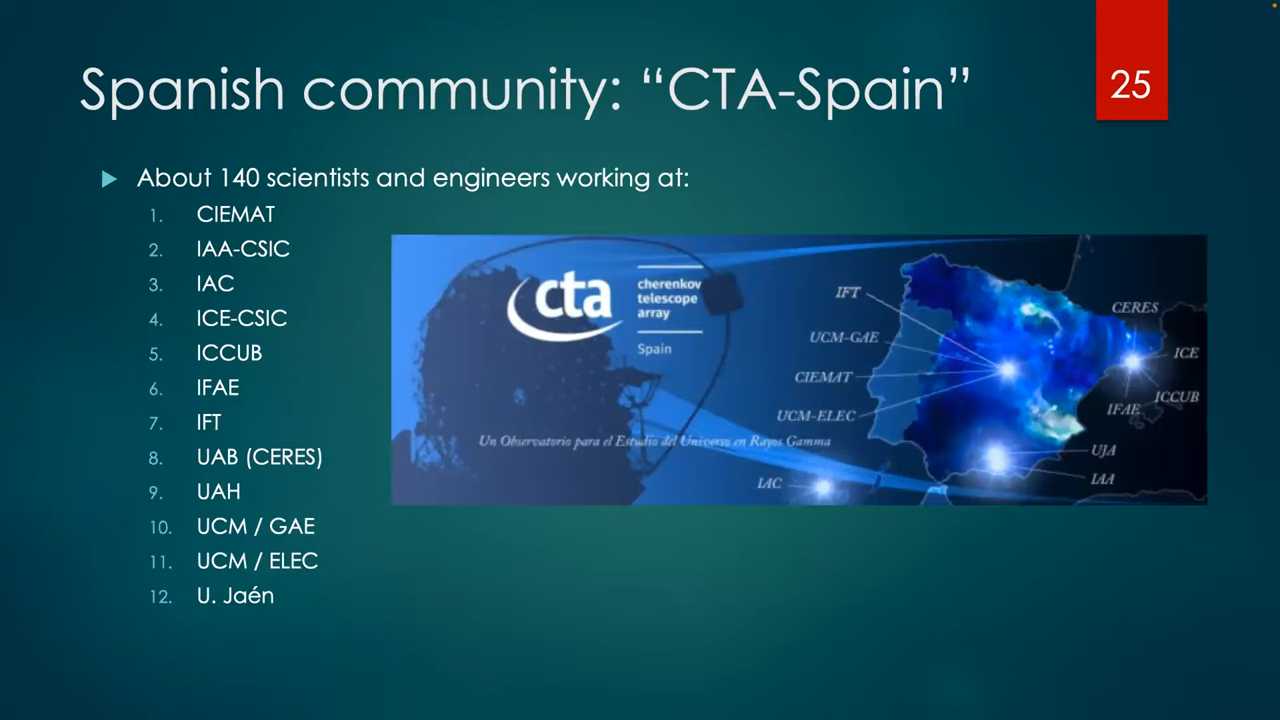 Spanish community: “CTA-Spain”
25
About 140 scientists and engineers working at:
1. CIEMAT
2. IAA-CSIC
3. IAC
4. ICE-CSIC
5. ICCUB
6. IFAE
7. IFT
8. UAB (CERES)
9. UAH
10. UCM / GAE
11. UCM / ELEC
12. U. Jaén
cta
cherenkov
telescope
array
Spain
Un Observatorio para el Estudio del Universo en Rayos Gamma
IFT
UCM-GAE
CIEMAT
UCM-ELEC
IAC
CERES
ICE
ICCUB
IFAE
UJA
IAA